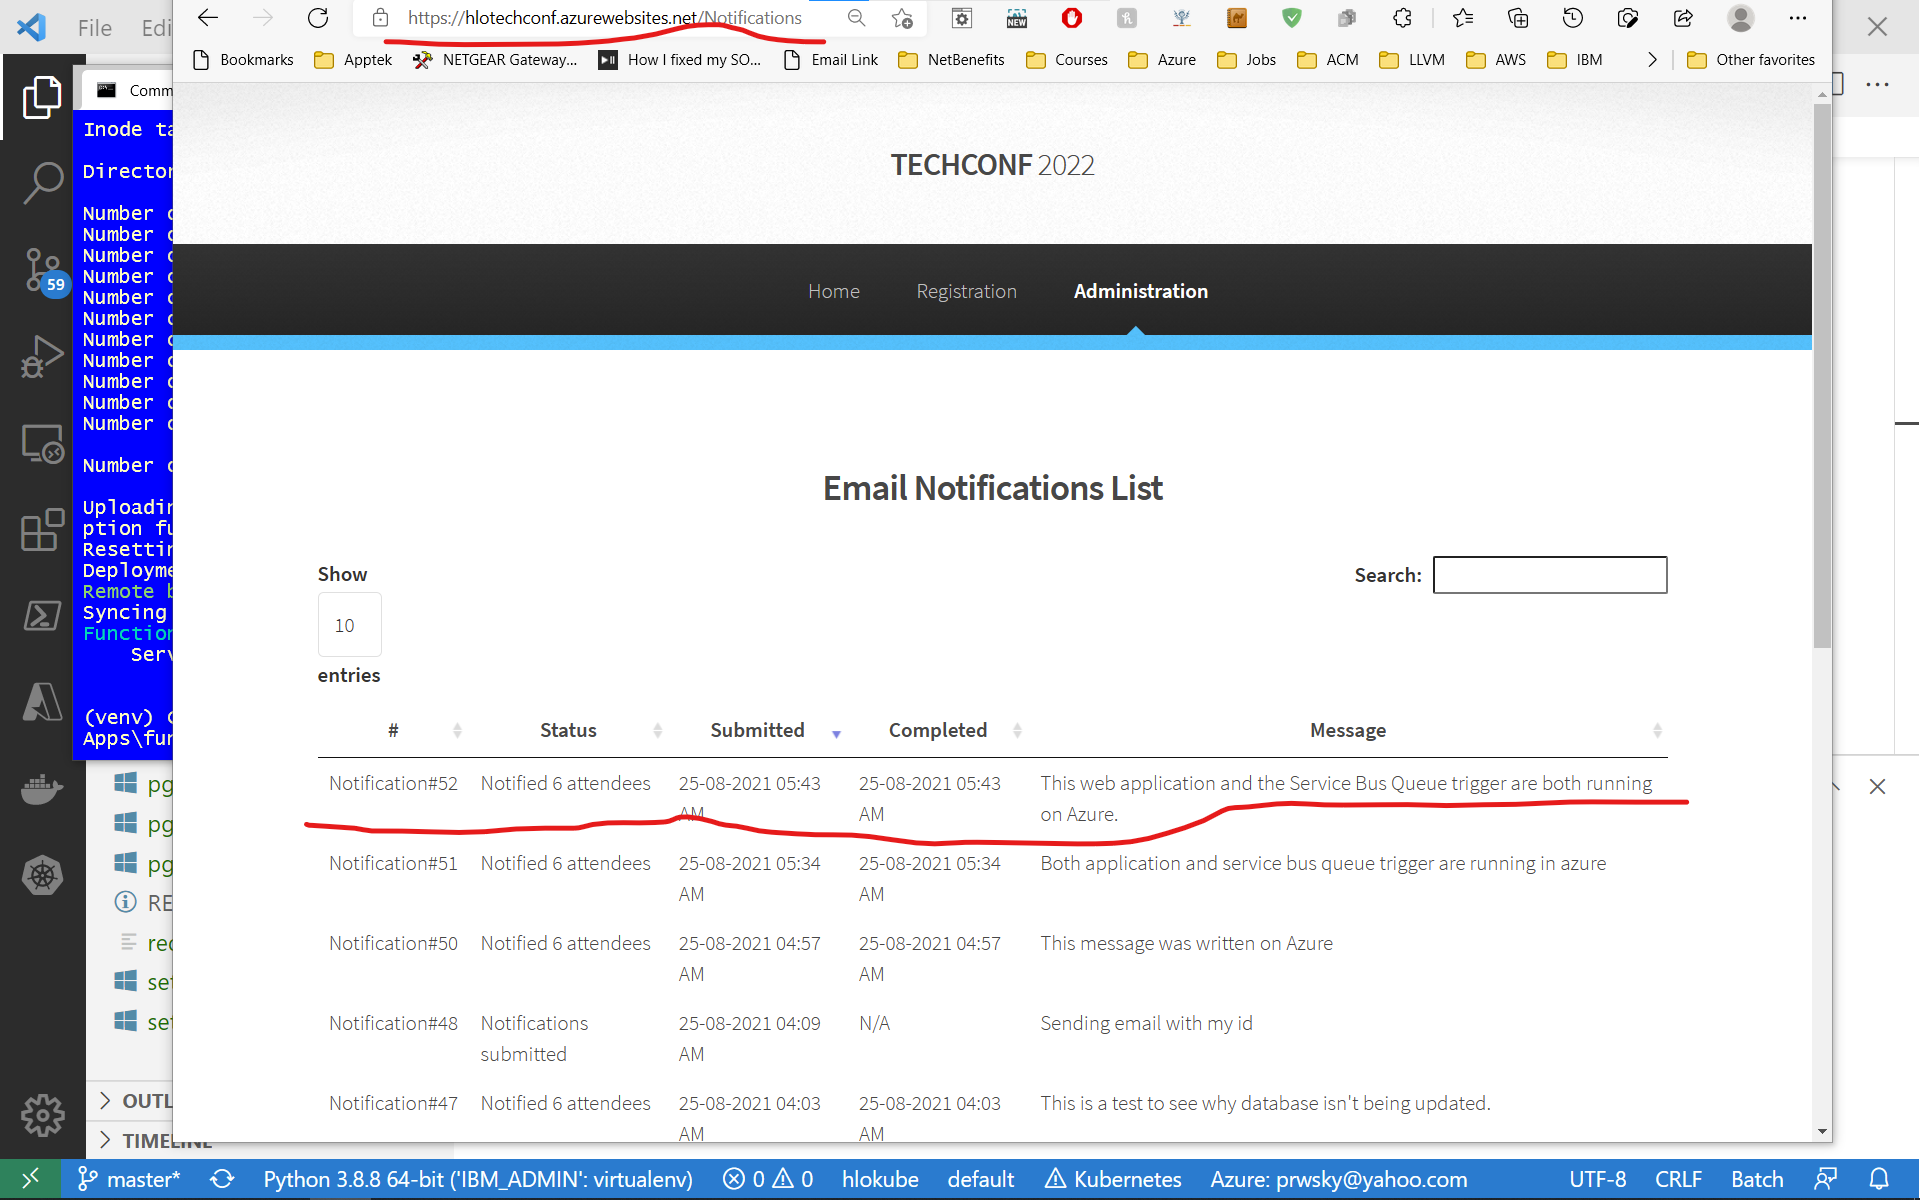 File Edi
https://hlotechconf.azurewebsites.net/Notifications
Bookmarks Apptek NETGEAR Gateway... How I fixed my SO... Email Link NetBenefits Courses Azure Jobs ACM LLVM AWS IBM Other favorites
Comm
Inode ta
Director
Number
Number
Number
Number
Number
Number
Number
Number
Number
Number
Number
Number
Uploadin
ption fu
Resettin
Deployme
Remote b
Syncing
Function
Serv
(venv)
Apps\fun
59
TECHCONF 2022
Home Registration Administration
Email Notifications List
Show
10
entries
Search:
# Status Submitted Completed Message
Notification#52 Notified 6 attendees 25-08-2021 05:43 25-08-2021 05:43 This web application and the Service Bus Queue trigger are both running
AM AM on Azure.
Notification#51 Notified 6 attendees 25-08-2021 05:34 25-08-2021 05:34 Both application and service bus queue trigger are running in azure
AM AM
Notification#50 Notified 6 attendees 25-08-2021 04:57 25-08-2021 04:57 This message was written on Azure
AM AM
Notification#48 Notifications 25-08-2021 04:09 N/A Sending email with my id
submitted AM
Notification#47 Notified 6 attendees 25-08-2021 04:03 25-08-2021 04:03 This is a test to see why database isn't being updated.
AM AM
pg
pg
pg
RE
rec
set
set
OUTL
TIMELINE
master* Python 3.8.8 64-bit ('IBM_ADMIN': virtualenv) 0 0 hlokube default Kubernetes Azure: prwsky@yahoo.com UTF-8 CRLF Batch